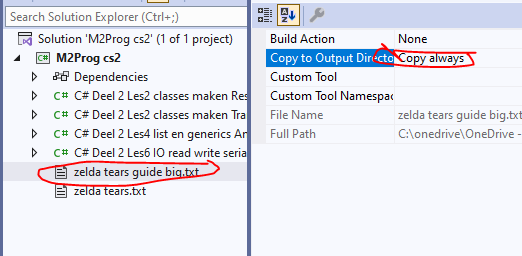 Search Solution Explorer (Ctrl+;)
Solution 'M2Prog cs2' (1 of 1 project)
M2Prog cs2
Dependencies
C# Deel 2 Les2 classes maken Res
C# Deel 2 Les2 classes maken Tra
C# Deel 2 Les4 list en generics An
C# Deel 2 Les6 IO read write seria
zelda tears guide big.txt
zelda tears.txt
Build Action None
Copy to Output Directo Copy always
Custom Tool
Custom Tool Namespac
File Name zelda tears guide big.txt
Full Path C:\onedrive\OneDrive -